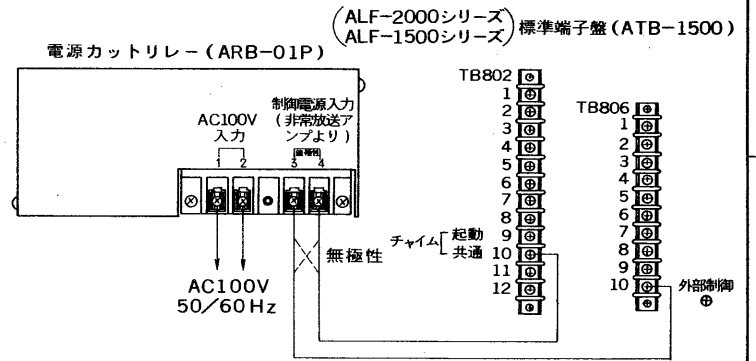 (ALF-2000シリーズ
ALF-1500シリーズ)標準端子盤(ATB-1500)
電源カットリレー(ARB-01P)
AC100V
入力
1 2
制御電源入力
(非常放送ア
ンプより)
無極性
3 4
無極性
AC100V
50/60Hz
TB802
1
2
3
4
5
6
7
8
9
10
11
12
チャイム
起動
共通
TB806
1
2
3
4
5
6
7
8
9
10
外部制御
⊕